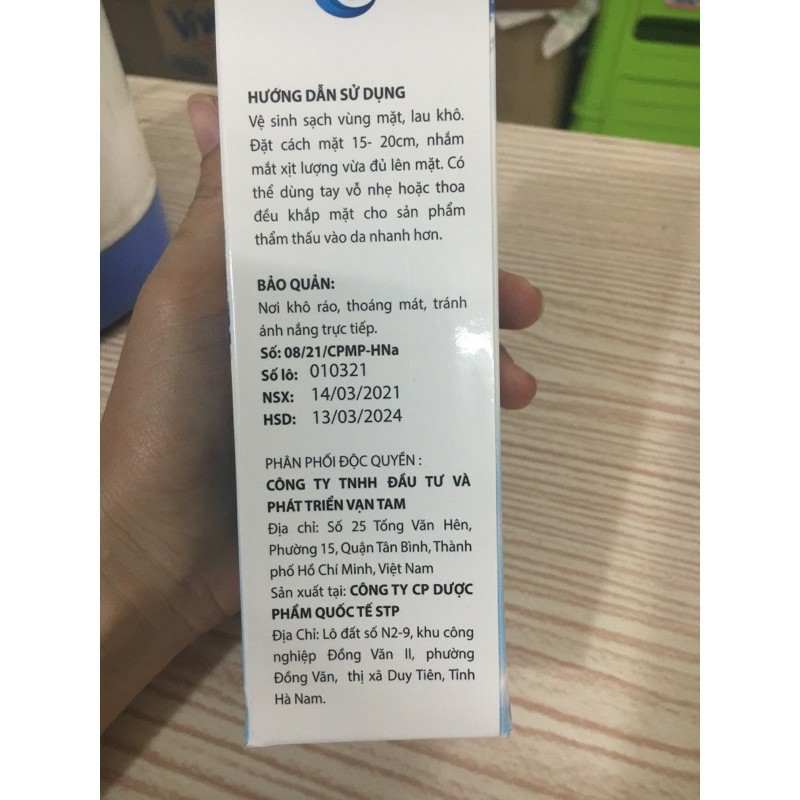 HƯỚNG DẪN SỬ DỤNG
Vệ sinh sạch vùng mặt, lau khô.
Đặt cách mặt 15- 20cm, nhắm
mắt xịt lượng vừa đủ lên mặt. Có
thể dùng tay vỗ nhẹ hoặc thoa
đều khắp mặt cho sản phẩm
thẩm thấu vào da nhanh hơn.
BẢO QUẢN:
Nơi khô ráo, thoáng mát, tránh
ánh nắng trực tiếp.
Số: 08/21/CPMP-HNa
Số lô: 010321
NSX: 14/03/2021
HSD: 13/03/2024
PHÂN PHỐI ĐỘC QUYỀN :
CÔNG TY TNHH ĐẦU TƯ VÀ
PHÁT TRIỂN VẠN TAM
Địa chỉ: Số 25 Tống Văn Hên,
Phường 15, Quận Tân Bình, Thành
phố Hồ Chí Minh, Việt Nam
Sản xuất tại: CÔNG TY CP DƯỢC
PHẨM QUỐC TẾ STP
Địa Chỉ: Lô đất số N2-9, khu công
nghiệp Đồng Văn II, phường
Đồng Văn, thị xã Duy Tiên, Tỉnh
Hà Nam.